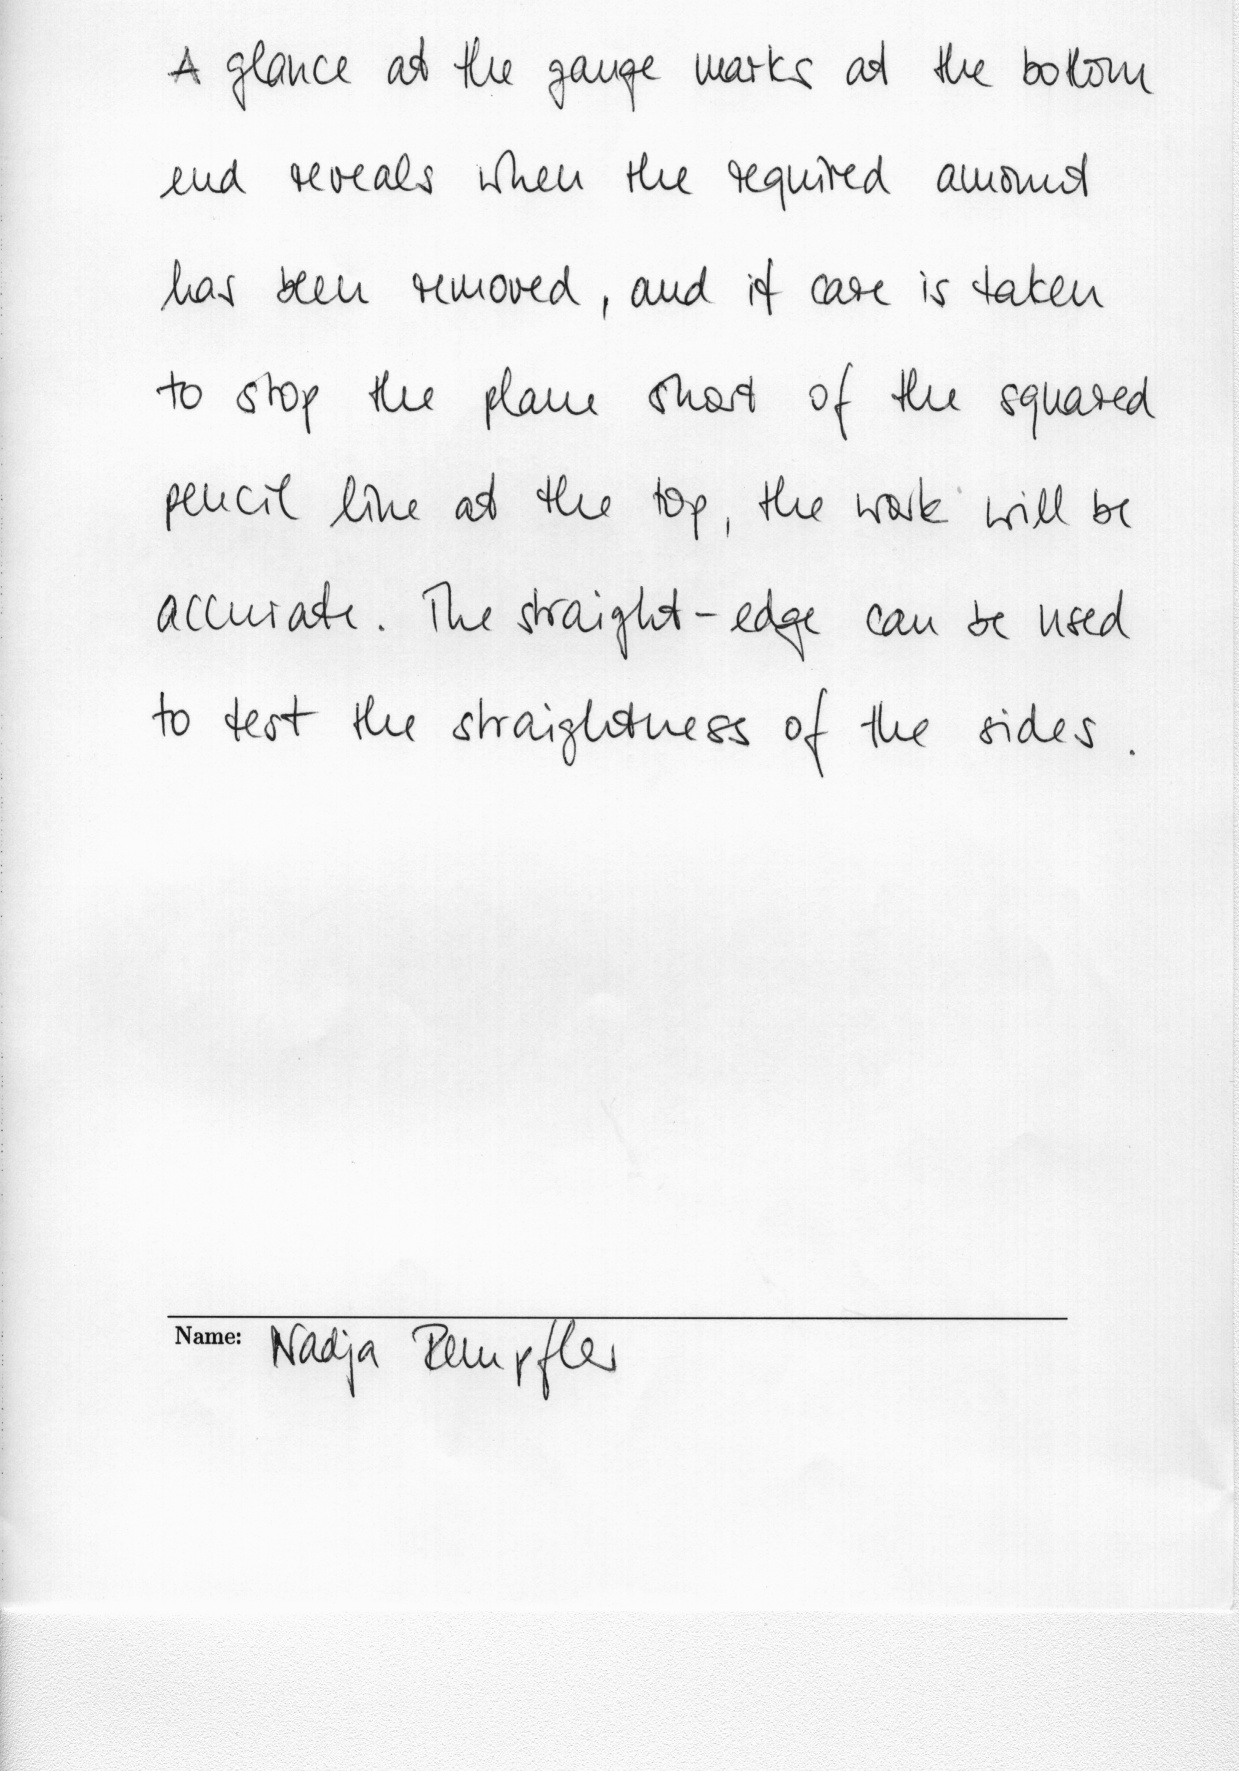 A glance at the gauge marks at the bottom
end reveals when the required amount
has been removed, and if care is taken
to stop the plane short of the squared
pencil line at the top, the work will be
accurate. The straight-edge can be used
to test the straightness of the sides.
Name: Nadja Rempfler